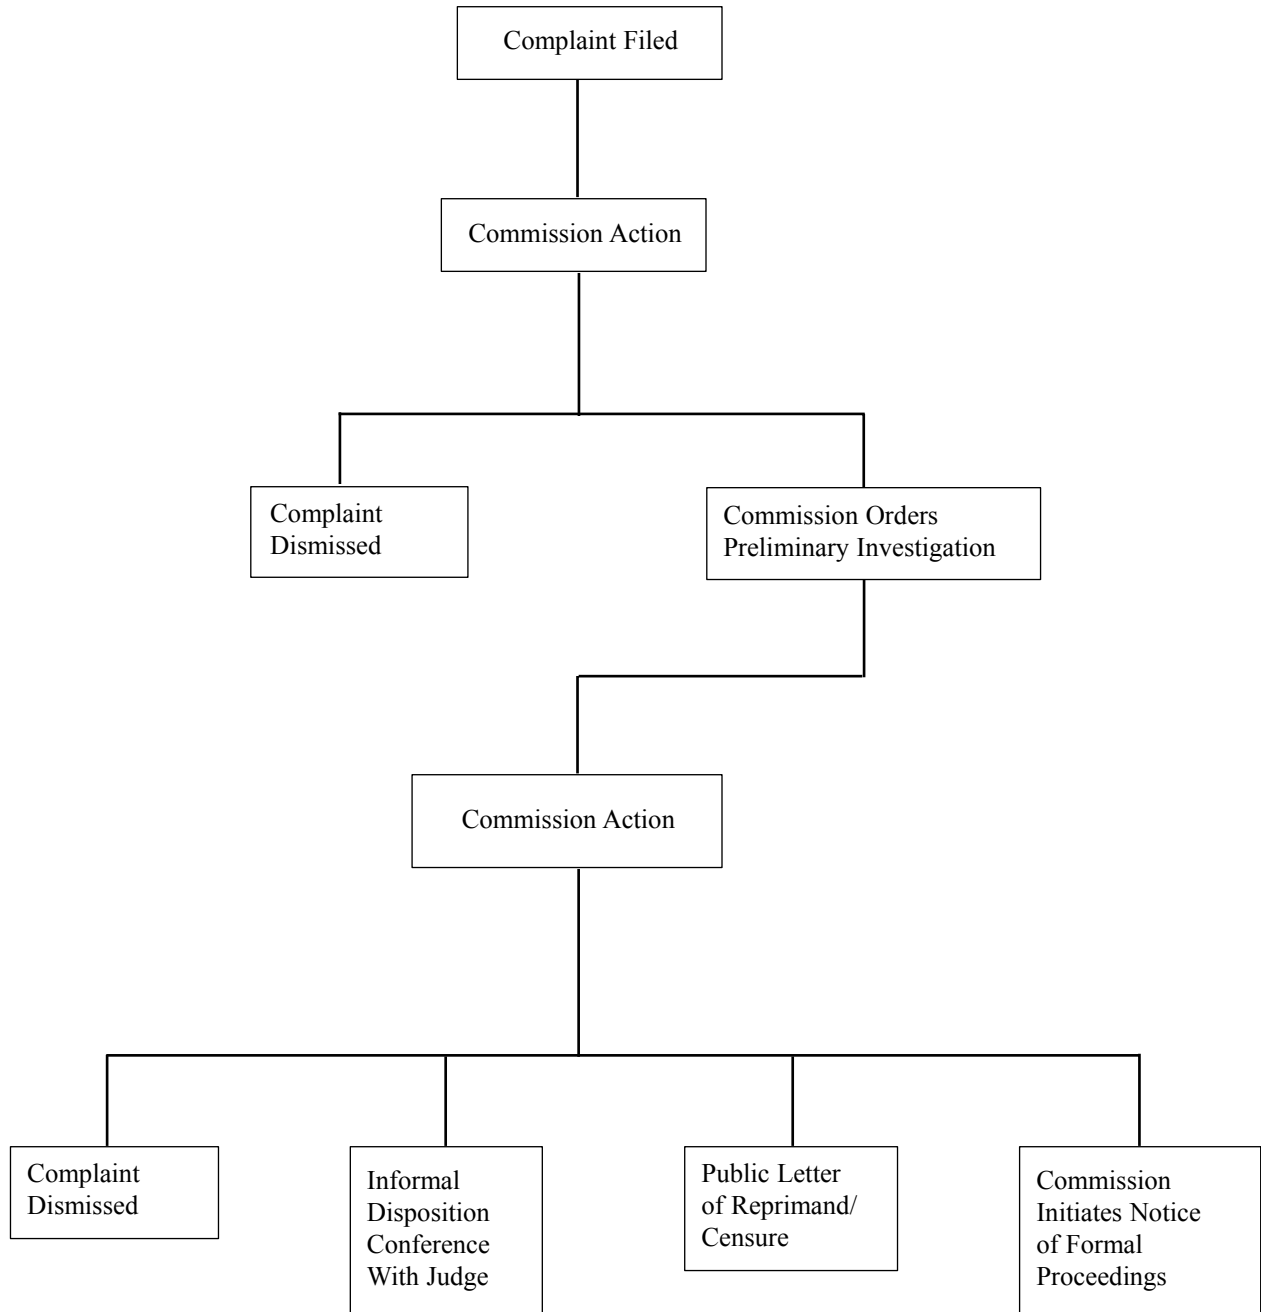 Complaint Filed
Commission Action
Complaint
Dismissed
Commission Orders
Preliminary Investigation
Commission Action
Complaint
Dismissed
Informal
Disposition
Conference
With Judge
Public Letter
of Reprimand/
Censure
Commission
Initiates Notice
of Formal
Proceedings